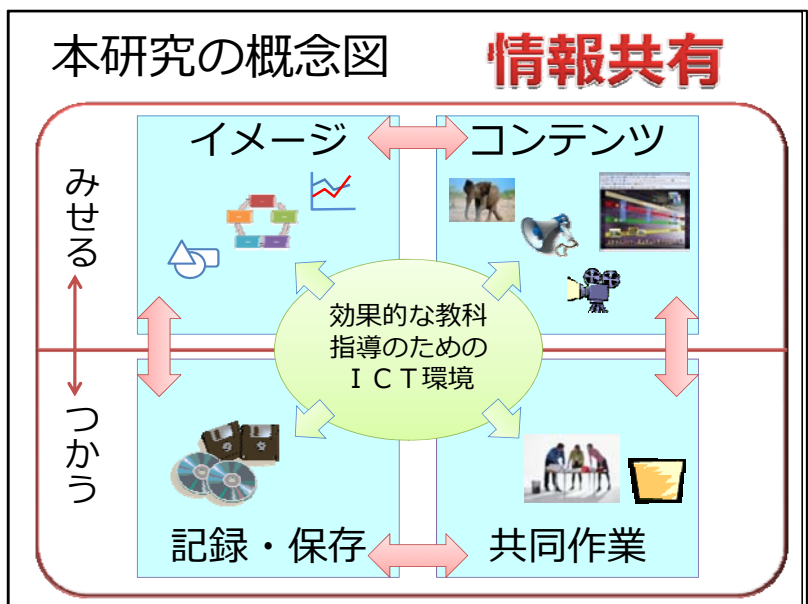 本研究の概念図
情報共有
イメージ
コンテンツ
みせる
効果的な教科
指導のための
ＩＣＴ環境
つかう
記録・保存
共同作業